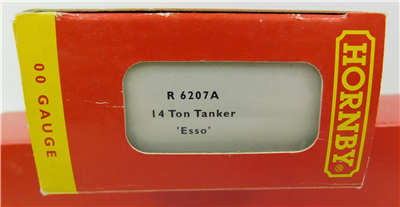 00 GAUGE
R 6207A
14 Ton Tanker
'Esso'
HORNBY